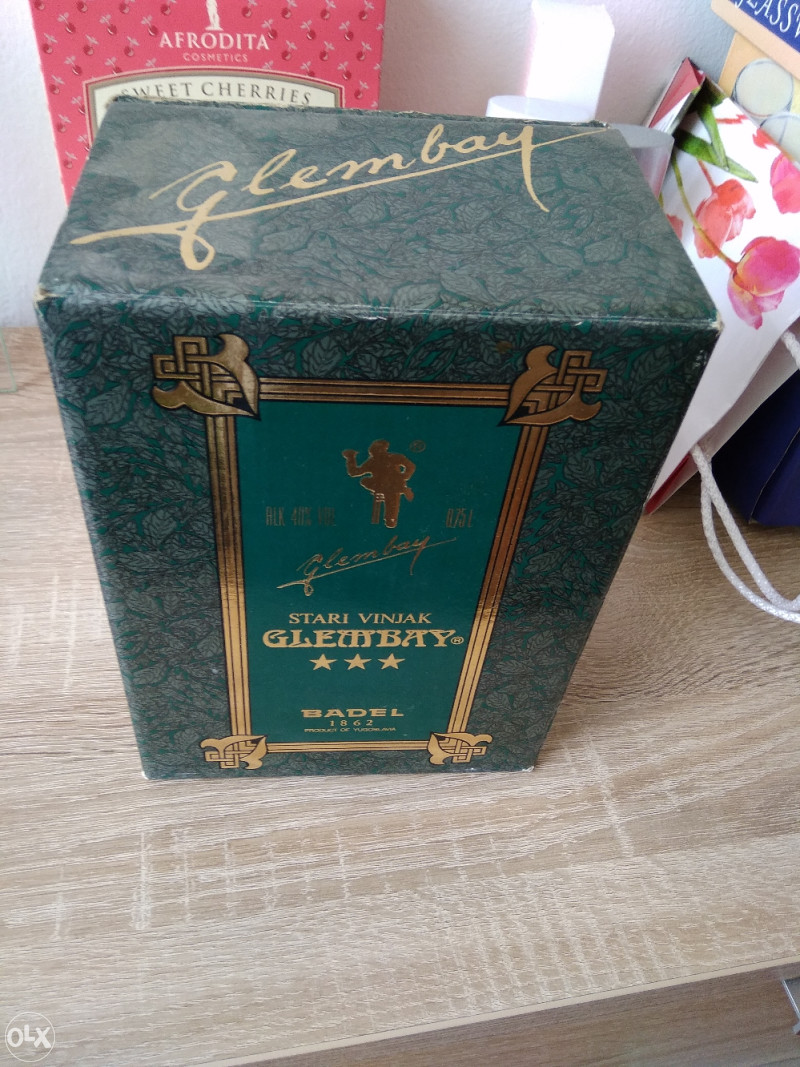 AFRODITA
COSMETICS
SWEET CHERRIES
Glembay
ALK 40% VOL 0,75 L
Glembay
STARI VINJAK
GLEMBAY®
★★★
BADEL
1862
PRODUCT OF YUGOSLAVIA
OLX